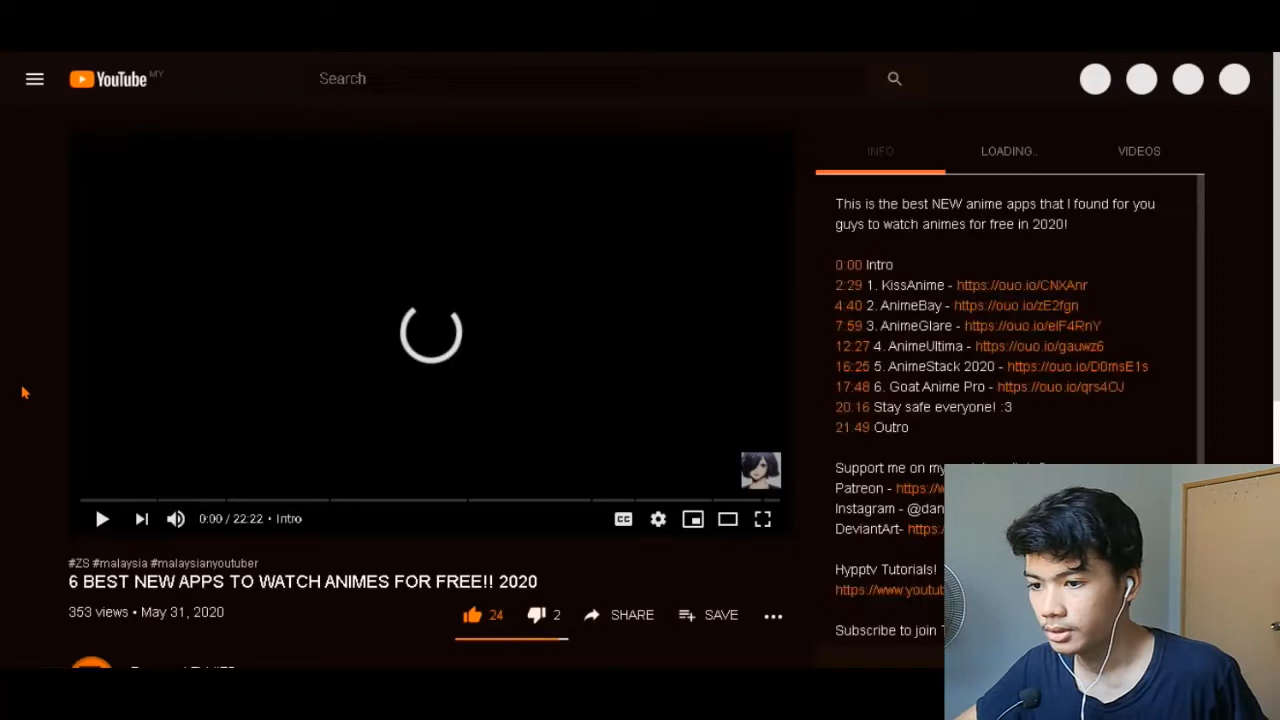 YouTube MY
Search
INFO
LOADING..
VIDEOS
This is the best NEW anime apps that I found for you
guys to watch animes for free in 2020!
0:00 Intro
2:29 1. KissAnime - https://ouo.io/CNXAnr
4:40 2. AnimeBay - https://ouo.io/zE2fgn
7:59 3. AnimeGlare - https://ouo.io/eIF4RnY
12:27 4. AnimeUltima - https://ouo.io/gauwz6
16:25 5. AnimeStack 2020 - https://ouo.io/D0msE1s
17:48 6. Goat Anime Pro - https://ouo.io/qrs4OJ
20:16 Stay safe everyone! :3
21:49 Outro
Support me on my
Patreon - https://w
Instagram - @dan
DeviantArt- https:
Hypptv Tutorials!
https://www.youtub
Subscribe to join
0:00 / 22:22 • Intro
CC
#ZS #malaysia #malaysianyoutuber
6 BEST NEW APPS TO WATCH ANIMES FOR FREE!! 2020
353 views • May 31, 2020
24
2
SHARE
SAVE